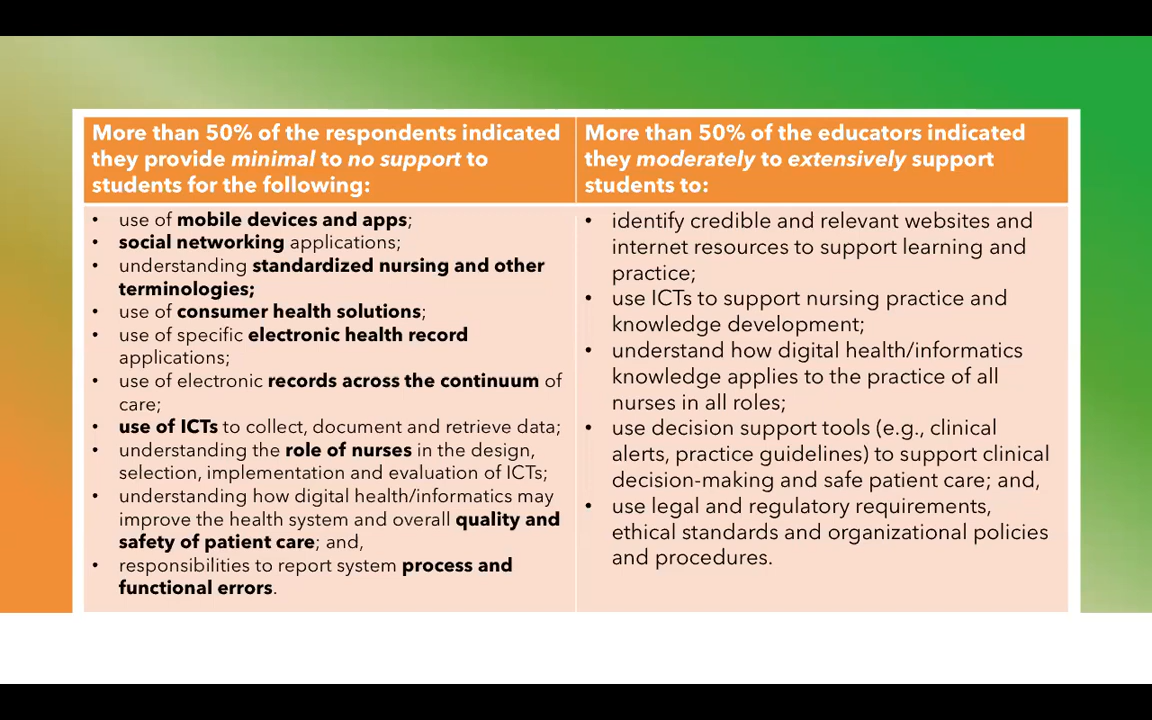 More than 50% of the respondents indicated
they provide minimal to no support to
students for the following:
• use of mobile devices and apps;
• social networking applications;
• understanding standardized nursing and other
terminologies;
• use of consumer health solutions;
• use of specific electronic health record
applications;
• use of electronic records across the continuum of
care;
• use of ICTs to collect, document and retrieve data;
• understanding the role of nurses in the design,
selection, implementation and evaluation of ICTs;
• understanding how digital health/informatics may
improve the health system and overall quality and
safety of patient care; and,
• responsibilities to report system process and
functional errors.
More than 50% of the educators indicated
they moderately to extensively support
students to:
• identify credible and relevant websites and
internet resources to support learning and
practice;
• use ICTs to support nursing practice and
knowledge development;
• understand how digital health/informatics
knowledge applies to the practice of all
nurses in all roles;
• use decision support tools (e.g., clinical
alerts, practice guidelines) to support clinical
decision-making and safe patient care; and,
• use legal and regulatory requirements,
ethical standards and organizational policies
and procedures.